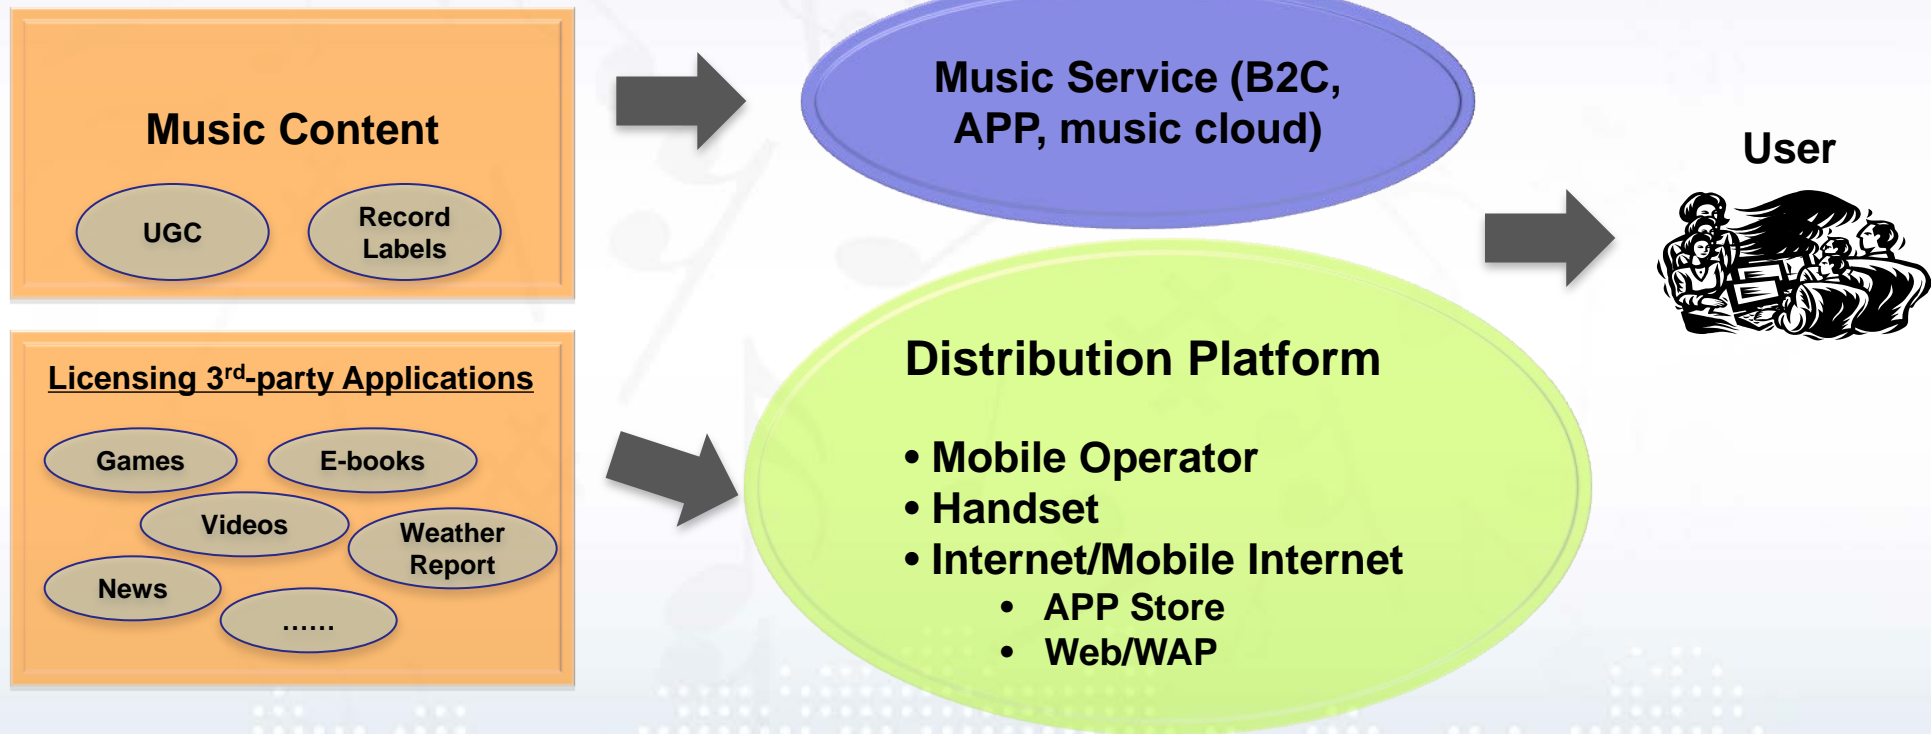 Music Content
UGC
Record
Labels
Licensing 3rd-party Applications
Games
E-books
Videos
Weather
Report
News
......
Music Service (B2C,
APP, music cloud)
Distribution Platform
• Mobile Operator
• Handset
• Internet/Mobile Internet
• APP Store
• Web/WAP
User